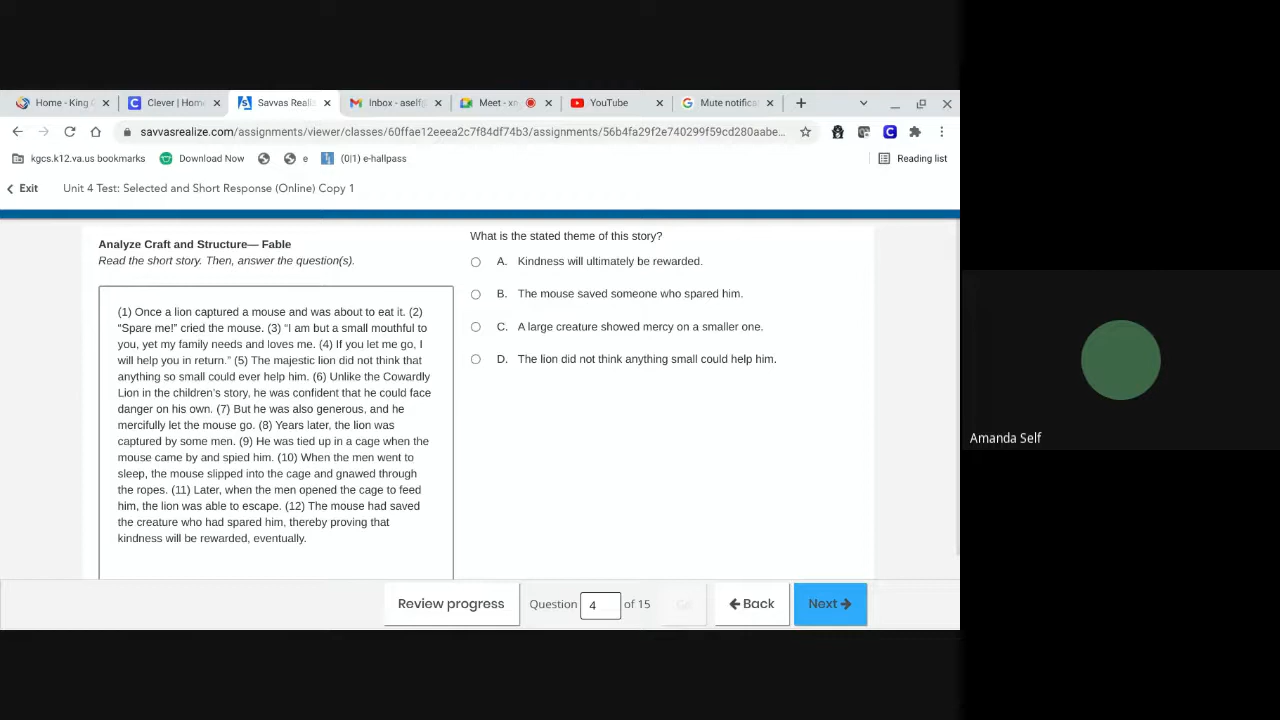 Home - King
Clever | Home
Savvas Realiz
Inbox - aself@
Meet - xn
YouTube
Mute notifica
savvasrealize.com/assignments/viewer/classes/60ffae12eeea2c7f84df74b3/assignments/56b4fa29f2e740299f59cd280aabe...
kgcs.k12.va.us bookmarks
Download Now
e
(0|1) e-hallpass
Reading list
Exit
Unit 4 Test: Selected and Short Response (Online) Copy 1
Analyze Craft and Structure— Fable
Read the short story. Then, answer the question(s).
(1) Once a lion captured a mouse and was about to eat it. (2)
“Spare me!” cried the mouse. (3) “I am but a small mouthful to
you, yet my family needs and loves me. (4) If you let me go, I
will help you in return.” (5) The majestic lion did not think that
anything so small could ever help him. (6) Unlike the Cowardly
Lion in the children’s story, he was confident that he could face
danger on his own. (7) But he was also generous, and he
mercifully let the mouse go. (8) Years later, the lion was
captured by some men. (9) He was tied up in a cage when the
mouse came by and spied him. (10) When the men went to
sleep, the mouse slipped into the cage and gnawed through
the ropes. (11) Later, when the men opened the cage to feed
him, the lion was able to escape. (12) The mouse had saved
the creature who had spared him, thereby proving that
kindness will be rewarded, eventually.
What is the stated theme of this story?
A. Kindness will ultimately be rewarded.
B. The mouse saved someone who spared him.
C. A large creature showed mercy on a smaller one.
D. The lion did not think anything small could help him.
Review progress
Question 4 of 15
Go
Back
Next
Amanda Self